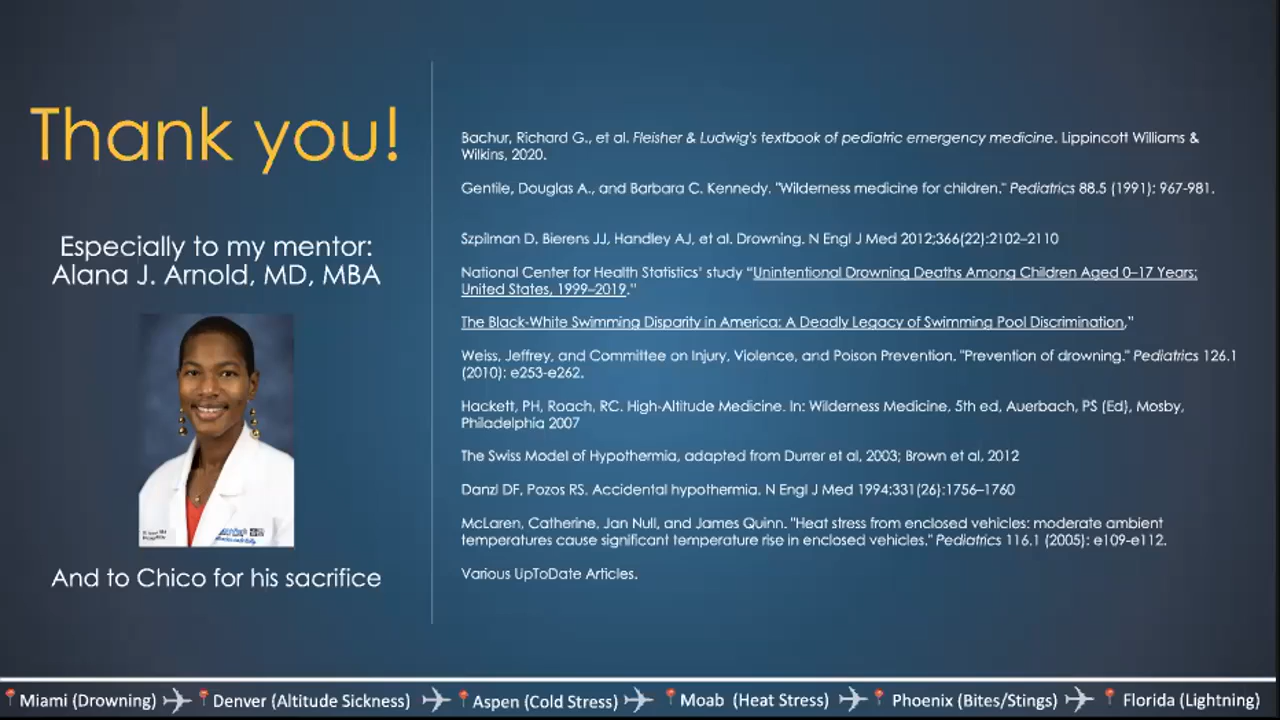 Thank you!
Especially to my mentor:
Alana J. Arnold, MD, MBA
And to Chico for his sacrifice
Bachur, Richard G., et al. Fleisher & Ludwig's textbook of pediatric emergency medicine. Lippincott Williams &
Wilkins, 2020.
Gentile, Douglas A., and Barbara C. Kennedy. "Wilderness medicine for children." Pediatrics 88.5 (1991): 967-981.
Szpilman D. Bierens JJ, Handley AJ, et al. Drowning. N Engl J Med 2012;366(22):2102–2110
National Center for Health Statistics' study “Unintentional Drowning Deaths Among Children Aged 0–17 Years:
United States, 1999–2019.”
The Black-White Swimming Disparity in America: A Deadly Legacy of Swimming Pool Discrimination,”
Weiss, Jeffrey, and Committee on Injury, Violence, and Poison Prevention. "Prevention of drowning." Pediatrics 126.1
(2010): e253-e262.
Hackett, PH, Roach, RC. High-Altitude Medicine. In: Wilderness Medicine, 5th ed, Auerbach, PS (Ed), Mosby,
Philadelphia 2007
The Swiss Model of Hypothermia, adapted from Durrer et al, 2003; Brown et al, 2012
Danzl DF, Pozos RS. Accidental hypothermia. N Engl J Med 1994;331(26):1756–1760
McLaren, Catherine, Jan Null, and James Quinn. "Heat stress from enclosed vehicles: moderate ambient
temperatures cause significant temperature rise in enclosed vehicles." Pediatrics 116.1 (2005): e109-e112.
Various UpToDate Articles.
Miami (Drowning) Denver (Altitude Sickness) Aspen (Cold Stress) Moab (Heat Stress) Phoenix (Bites/Stings) Florida (Lightning)